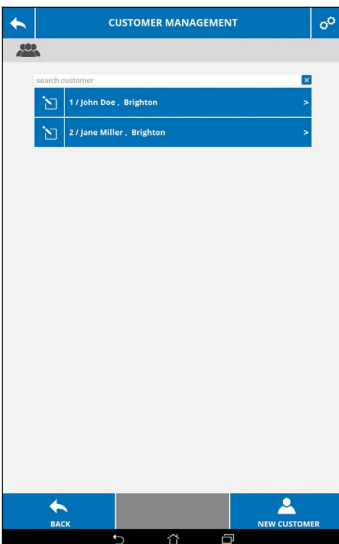 CUSTOMER MANAGEMENT
search customer
1 / John Doe , Brighton >
2 / Jane Miller , Brighton >
BACK
NEW CUSTOMER